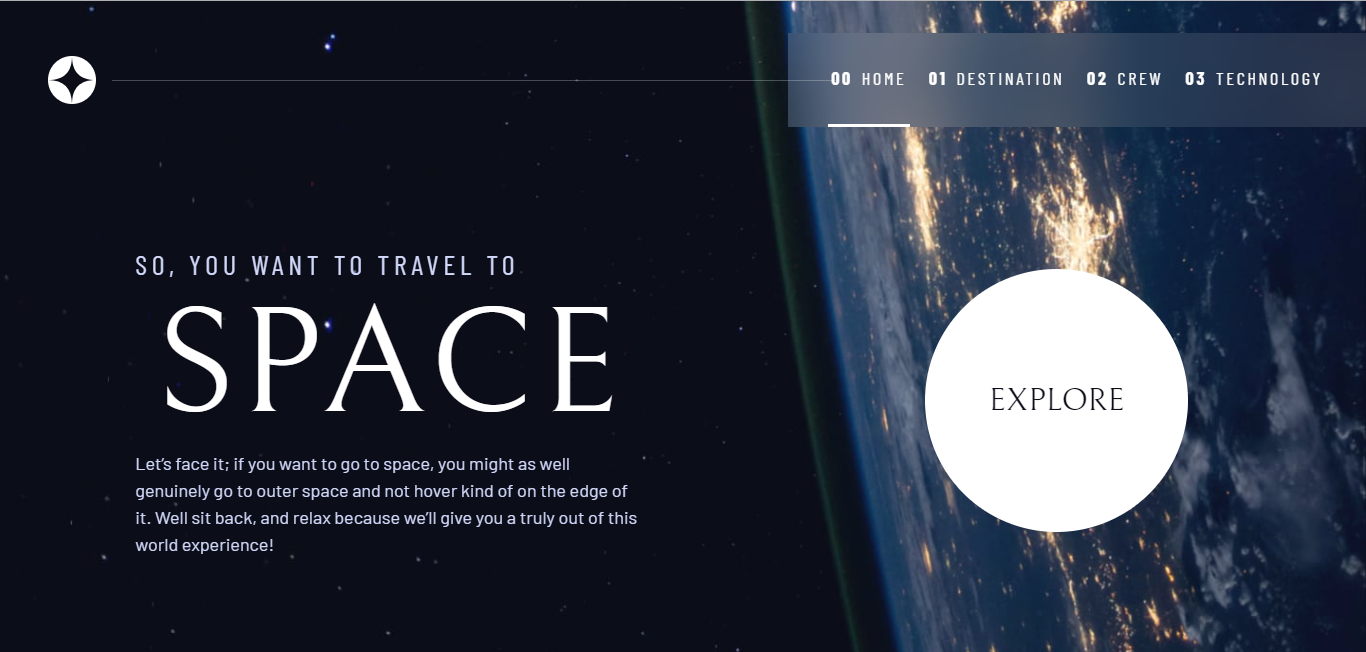 00 HOME 01 DESTINATION 02 CREW 03 TECHNOLOGY
SO, YOU WANT TO TRAVEL TO
SPACE
Let’s face it; if you want to go to space, you might as well
genuinely go to outer space and not hover kind of on the edge of
it. Well sit back, and relax because we’ll give you a truly out of this
world experience!
EXPLORE